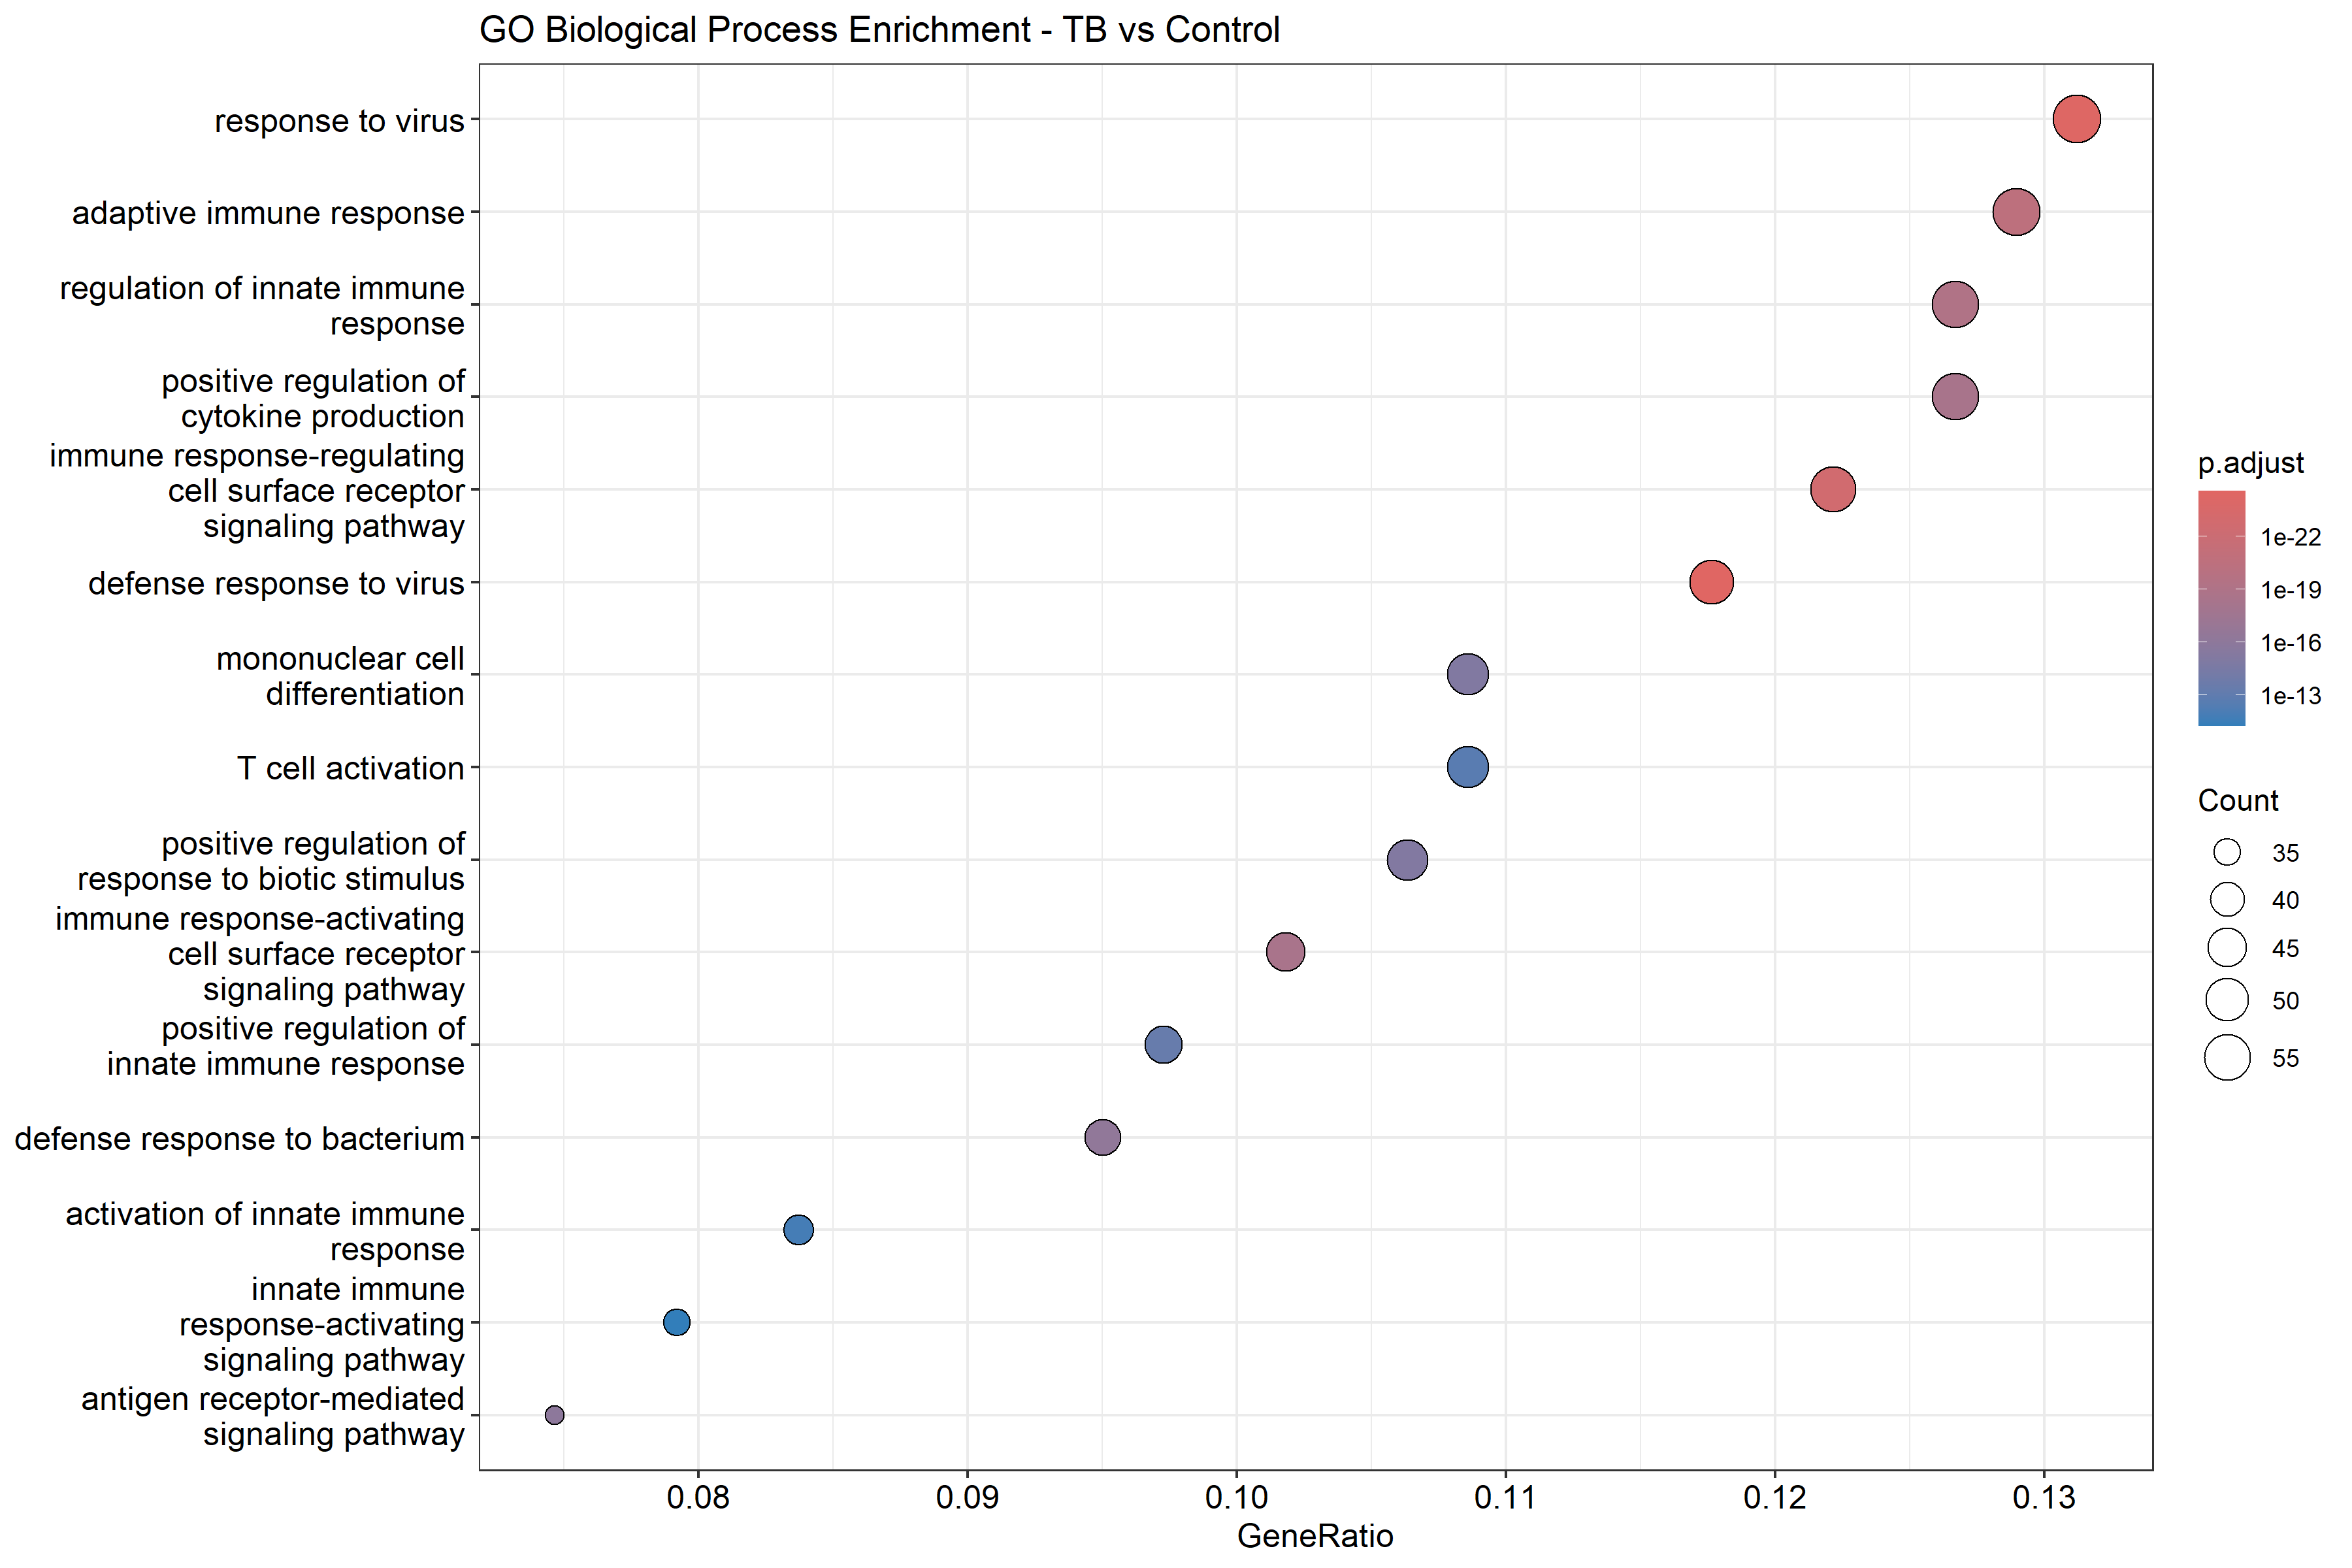 GO Biological Process Enrichment - TB vs Control
response to virus
adaptive immune response
regulation of innate immune
response
positive regulation of
cytokine production
immune response-regulating
cell surface receptor
signaling pathway
defense response to virus
mononuclear cell
differentiation
T cell activation
positive regulation of
response to biotic stimulus
immune response-activating
cell surface receptor
signaling pathway
positive regulation of
innate immune response
defense response to bacterium
activation of innate immune
response
innate immune
response-activating
signaling pathway
antigen receptor-mediated
signaling pathway
0.08 0.09 0.10 0.11 0.12 0.13
GeneRatio
p.adjust
1e-22
1e-19
1e-16
1e-13
Count
35
40
45
50
55